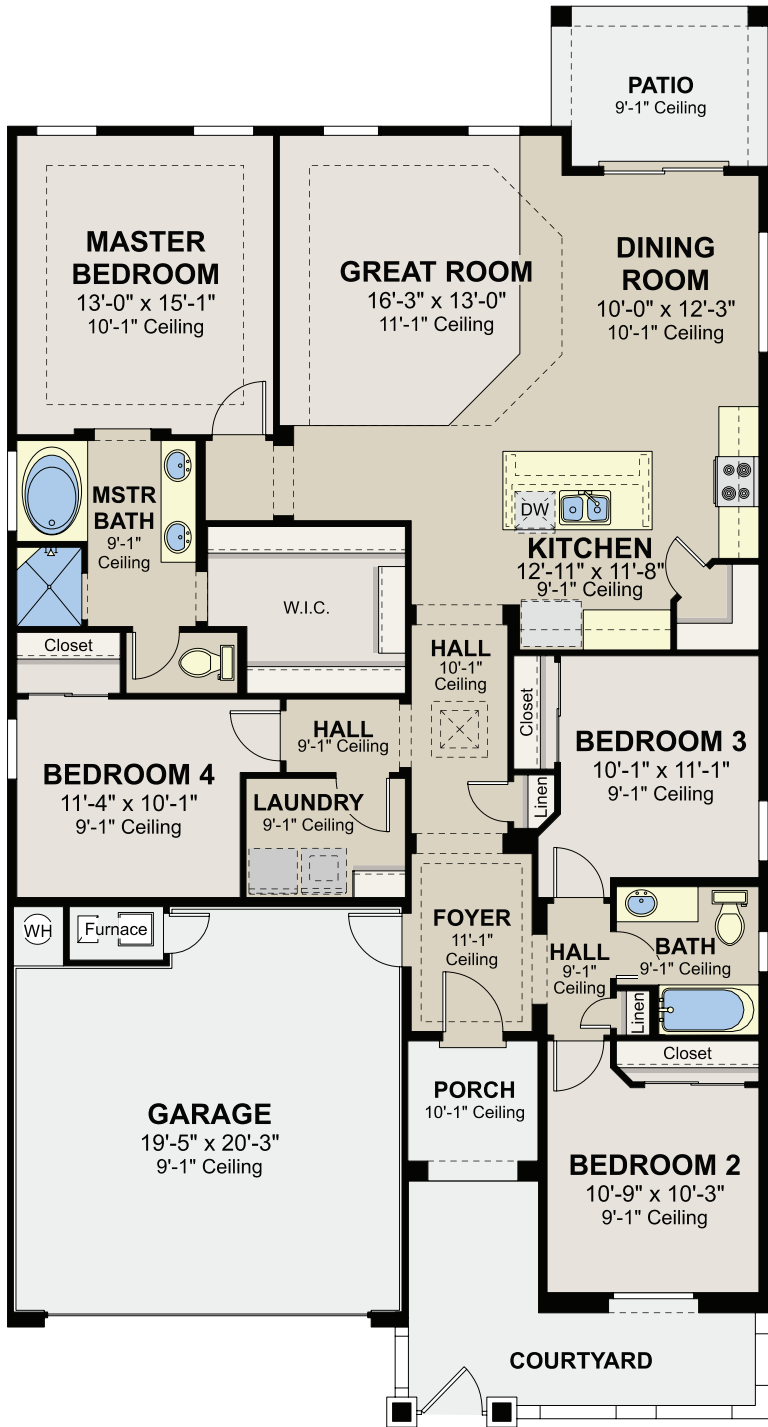 PATIO
9'-1" Ceiling
MASTER
BEDROOM
13'-0" x 15'-1"
10'-1" Ceiling
GREAT ROOM
16'-3" x 13'-0"
11'-1" Ceiling
DINING
ROOM
10'-0" x 12'-3"
10'-1" Ceiling
MSTR
BATH
9'-1"
Ceiling
DW
KITCHEN
12'-11" x 11'-8"
9'-1" Ceiling
W.I.C.
Closet
HALL
10'-1"
Ceiling
Closet
HALL
9'-1" Ceiling
BEDROOM 3
10'-1" x 11'-1"
9'-1" Ceiling
BEDROOM 4
11'-4" x 10'-1"
9'-1" Ceiling
LAUNDRY
9'-1" Ceiling
Linen
WH
Furnace
FOYER
11'-1"
Ceiling
HALL
9'-1"
Ceiling
BATH
9'-1" Ceiling
Linen
Closet
PORCH
10'-1" Ceiling
GARAGE
19'-5" x 20'-3"
9'-1" Ceiling
BEDROOM 2
10'-9" x 10'-3"
9'-1" Ceiling
COURTYARD